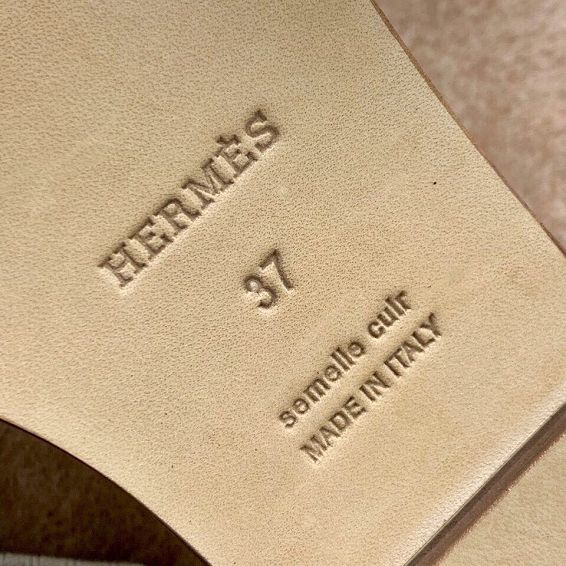 HERMÈS
37
semelle cuir
MADE IN ITALY